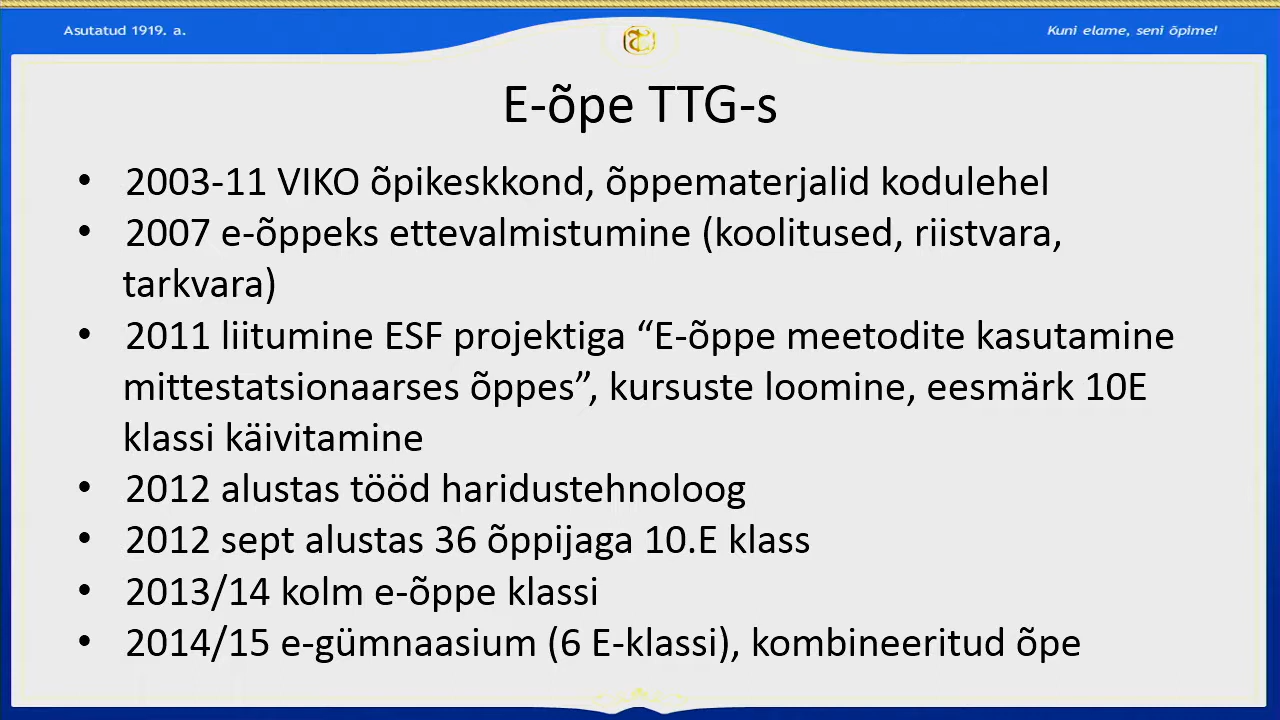 Asutatud 1919. a.
Kuni elame, seni õpime!
E-õpe TTG-s
• 2003-11 VIKO õpikeskkond, õppematerjalid kodulehel
• 2007 e-õppeks ettevalmistumine (koolitused, riistvara,
tarkvara)
• 2011 liitumine ESF projektiga “E-õppe meetodite kasutamine
mittestatsionaarses õppes”, kursuste loomine, eesmärk 10E
klassi käivitamine
• 2012 alustas tööd haridustehnoloog
• 2012 sept alustas 36 õppijaga 10.E klass
• 2013/14 kolm e-õppe klassi
• 2014/15 e-gümnaasium (6 E-klassi), kombineeritud õpe